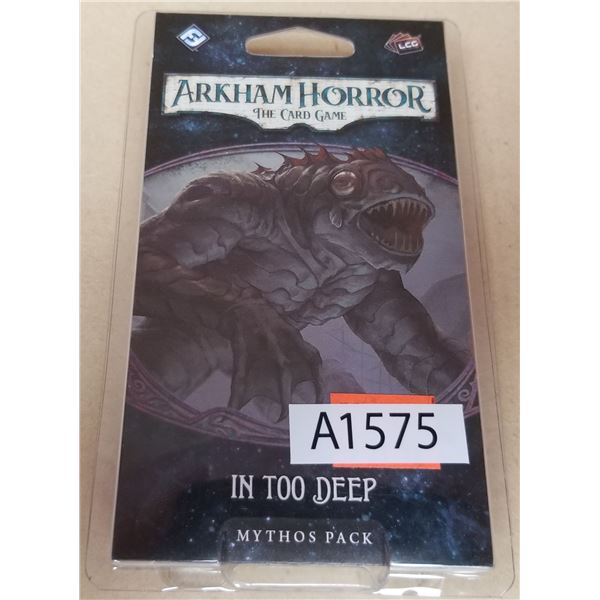 LCG
ARKHAM HORROR
THE CARD GAME
A1575
IN TOO DEEP
MYTHOS PACK